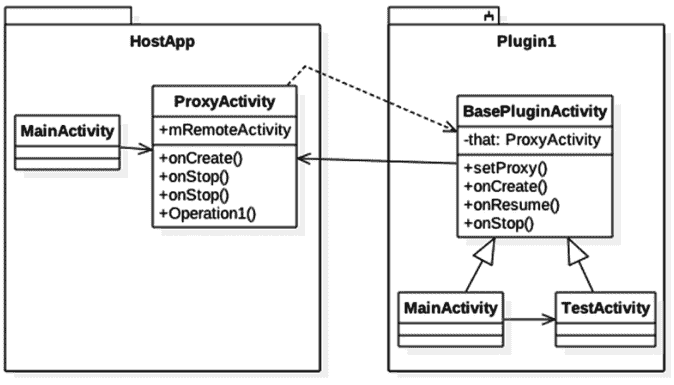 HostApp
ProxyActivity
+mRemoteActivity
+onCreate()
+onStop()
+onStop()
+Operation1()
MainActivity
Plugin1
BasePluginActivity
-that: ProxyActivity
+setProxy()
+onCreate()
+onResume()
+onStop()
MainActivity
TestActivity